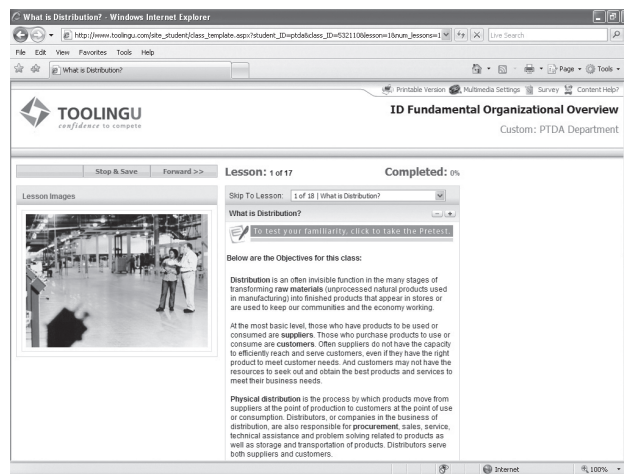 What is Distribution? - Windows Internet Explorer
http://www.toolingu.com/site_student/class_template.aspx?student_ID=ptda&class_ID=532110&lesson=1&num_lessons=1
Live Search
File Edit View Favorites Tools Help
What is Distribution?
Page Tools
Printable Version Multimedia Settings Survey Content Help?
TOOLINGU
confidence to compete
ID Fundamental Organizational Overview
Custom: PTDA Department
Stop & Save Forward >>
Lesson: 1 of 17
Completed: 0%
Lesson Images
Skip To Lesson: 1 of 18 | What is Distribution?
What is Distribution?
To test your familiarity, click to take the Pretest.
Below are the Objectives for this class:
Distribution is an often invisible function in the many stages of
transforming raw materials (unprocessed natural products used
in manufacturing) into finished products that appear in stores or
are used to keep our communities and the economy working.
At the most basic level, those who have products to be used or
consumed are suppliers. Those who purchase products to use or
consume are customers. Often suppliers do not have the capacity
to efficiently reach and serve customers, even if they have the right
product to meet customer needs. And customers may not have the
resources to seek out and obtain the best products and services to
meet their business needs.
Physical distribution is the process by which products move from
suppliers at the point of production to customers at the point of use
or consumption. Distributors, or companies in the business of
distribution, are also responsible for procurement, sales, service,
technical assistance and problem solving related to products as
well as storage and transportation of products. Distributors serve
both suppliers and customers.
Internet
100%